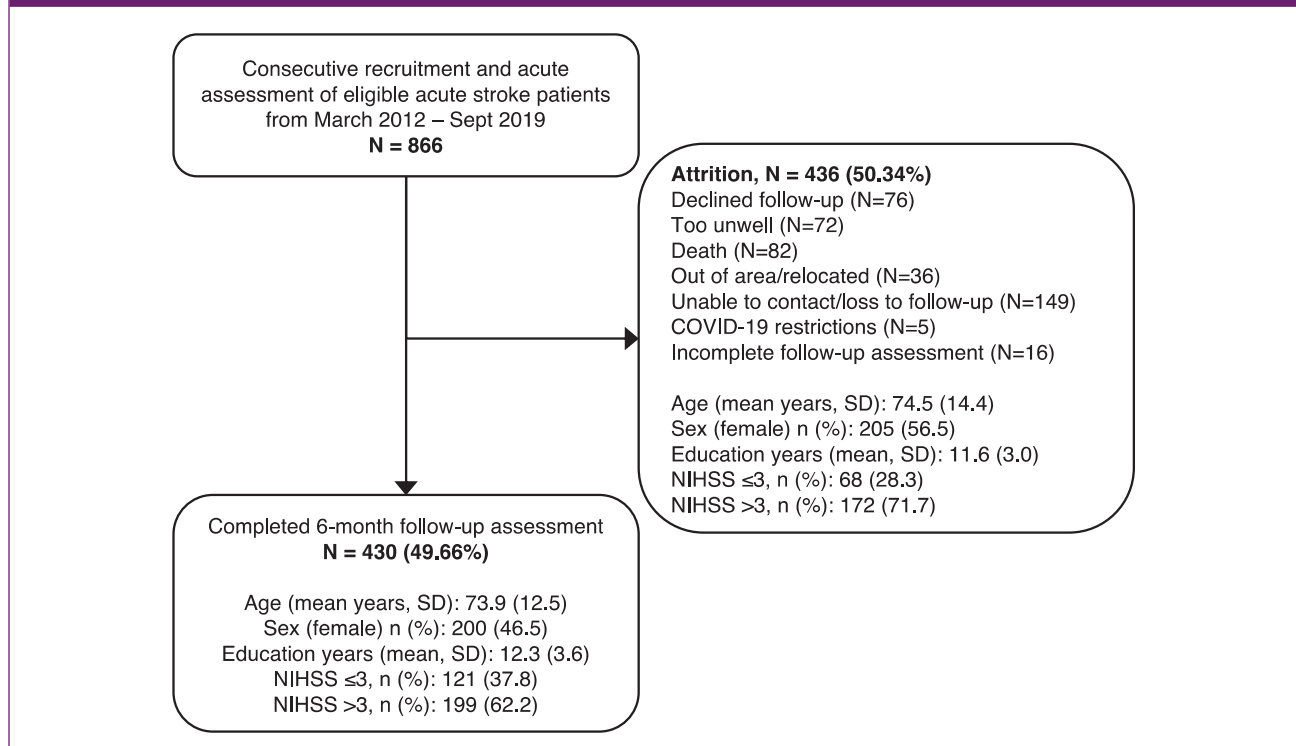 Consecutive recruitment and acute
assessment of eligible acute stroke patients
from March 2012 – Sept 2019
N = 866
Attrition, N = 436 (50.34%)
Declined follow-up (N=76)
Too unwell (N=72)
Death (N=82)
Out of area/relocated (N=36)
Unable to contact/loss to follow-up (N=149)
COVID-19 restrictions (N=5)
Incomplete follow-up assessment (N=16)
Age (mean years, SD): 74.5 (14.4)
Sex (female) n (%): 205 (56.5)
Education years (mean, SD): 11.6 (3.0)
NIHSS ≤3, n (%): 68 (28.3)
NIHSS >3, n (%): 172 (71.7)
Completed 6-month follow-up assessment
N = 430 (49.66%)
Age (mean years, SD): 73.9 (12.5)
Sex (female) n (%): 200 (46.5)
Education years (mean, SD): 12.3 (3.6)
NIHSS ≤3, n (%): 121 (37.8)
NIHSS >3, n (%): 199 (62.2)